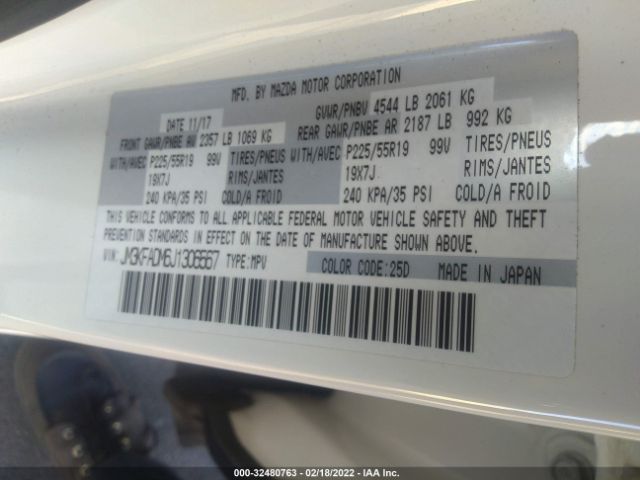 MFD. BY MAZDA MOTOR CORPORATION
DATE 11/17 GVWR/PNBV 4544 LB 2061 KG
FRONT GAWR/PNBE AV 2357 LB 1069 KG REAR GAWR/PNBE AR 2187 LB 992 KG
WITH/AVEC P225/55R19 99V TIRES/PNEUS WITH/AVEC P225/55R19 99V TIRES/PNEUS
19X7J RIMS/JANTES 19X7J RIMS/JANTES
240 KPA/35 PSI COLD/A FROID 240 KPA/35 PSI COLD/A FROID
THIS VEHICLE CONFORMS TO ALL APPLICABLE FEDERAL MOTOR VEHICLE SAFETY AND THEFT
PREVENTION STANDARDS IN EFFECT ON THE DATE OF MANUFACTURE SHOWN ABOVE.
VIN: JM3KFADM6J1306567 TYPE:MPV COLOR CODE:25D MADE IN JAPAN
000-32480763 - 02/18/2022 - IAA Inc.